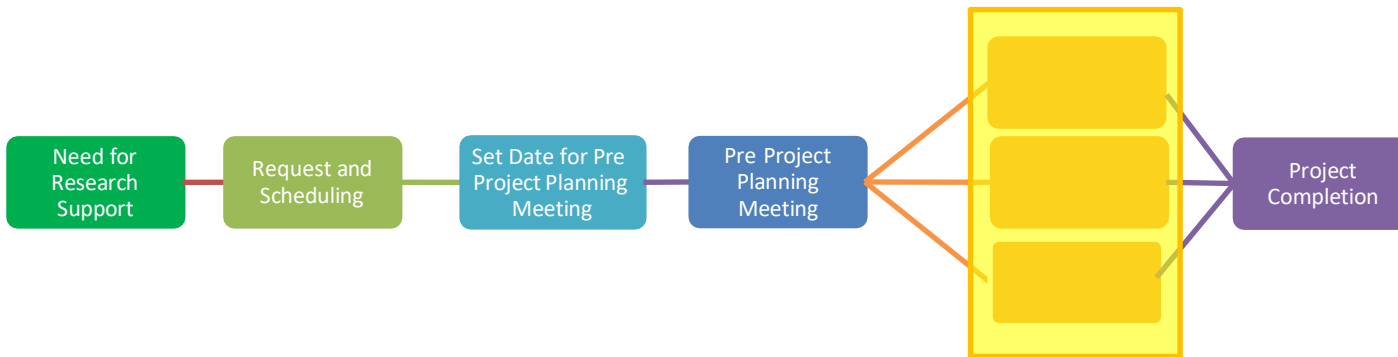 Need for
Research
Support
Request and
Scheduling
Set Date for Pre
Project Planning
Meeting
Pre Project
Planning
Meeting
Project
Completion